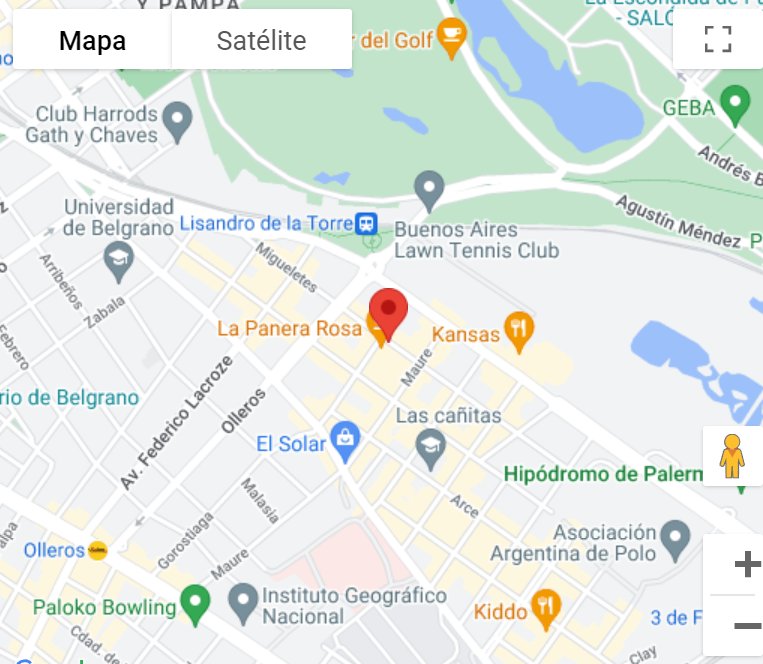 Y PAMPA
La Escondida de Pa
- SALÓ
Mapa
Satélite
r del Golf
Club Harrods
Gath y Chaves
GEBA
Andrés B
Universidad
de Belgrano
Lisandro de la Torre
Buenos Aires
Lawn Tennis Club
Agustín Méndez
P
Migueletes
Arribeños
Zabala
Febrero
La Panera Rosa
Kansas
Maure
rio de Belgrano
Av. Federico Lacroze
Olleros
Las cañitas
El Solar
Hipódromo de Palerm
Malasia
Arce
Gorostiaga
Asociación
Argentina de Polo
Olleros
Maure
Instituto Geográfico
Nacional
Paloko Bowling
Kiddo
3 de F
Cdad. de
Clay